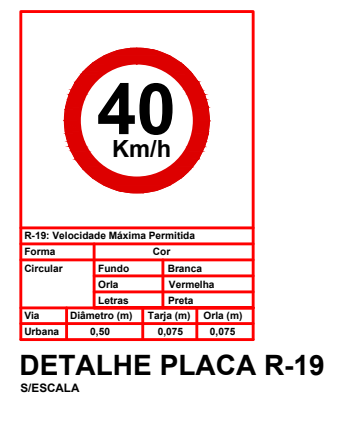 40
Km/h
R-19: Velocidade Máxima Permitida
Forma Cor
Circular Fundo Branca
Orla Vermelha
Letras Preta
Via Diâmetro (m) Tarja (m) Orla (m)
Urbana 0,50 0,075 0,075
DETALHE PLACA R-19
S/ESCALA